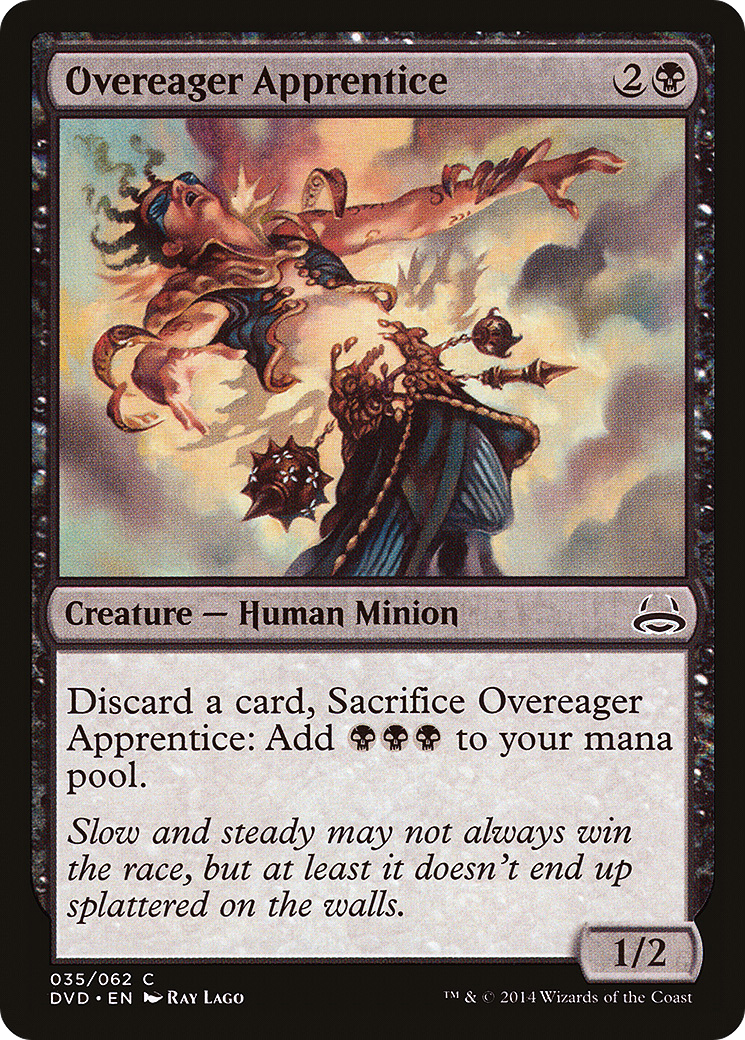 Overeager Apprentice 2
Creature — Human Minion
Discard a card, Sacrifice Overeager
Apprentice: Add to your mana
pool.
Slow and steady may not always win
the race, but at least it doesn't end up
splattered on the walls.
1/2
035/062 C
DVD • EN Ray Lago
™ & © 2014 Wizards of the Coast